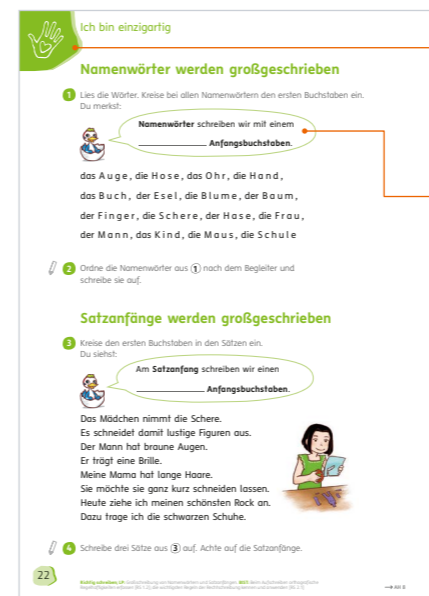 Ich bin einzigartig
Namenwörter werden großgeschrieben
1 Lies die Wörter. Kreise bei allen Namenwörtern den ersten Buchstaben ein.
Du merkst:
Namenwörter schreiben wir mit einem
____________ Anfangsbuchstaben.
das Auge, die Hose, das Ohr, die Hand,
das Buch, der Esel, die Blume, der Baum,
der Finger, die Schere, der Hase, die Frau,
der Mann, das Kind, die Maus, die Schule
2 Ordne die Namenwörter aus 1 nach dem Begleiter und
schreibe sie auf.
Satzanfänge werden großgeschrieben
3 Kreise den ersten Buchstaben in den Sätzen ein.
Du siehst:
Am Satzanfang schreiben wir einen
____________ Anfangsbuchstaben.
Das Mädchen nimmt die Schere.
Es schneidet damit lustige Figuren aus.
Der Mann hat braune Augen.
Er trägt eine Brille.
Meine Mama hat lange Haare.
Sie möchte sie ganz kurz schneiden lassen.
Heute ziehe ich meinen schönsten Rock an.
Dazu trage ich die schwarzen Schuhe.
4 Schreibe drei Sätze aus 3 auf. Achte auf die Satzanfänge.
22